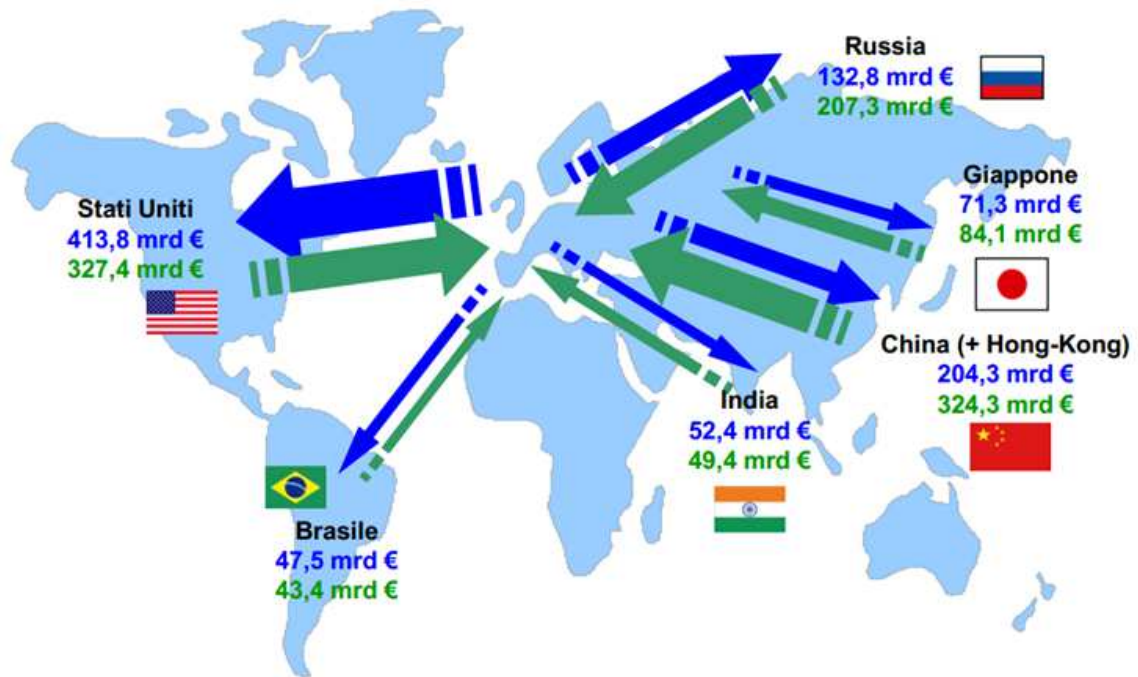 Russia
132,8 mrd €
207,3 mrd €
Stati Uniti
413,8 mrd €
327,4 mrd €
Giappone
71,3 mrd €
84,1 mrd €
China (+ Hong-Kong)
204,3 mrd €
324,3 mrd €
India
52,4 mrd €
49,4 mrd €
Brasile
47,5 mrd €
43,4 mrd €